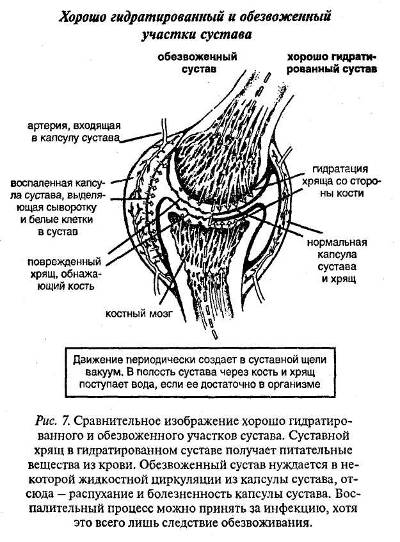 Хорошо гидратированный и обезвоженный
участки сустава
обезвоженный
сустав
хорошо гидрати-
рованный сустав
артерия, входящая
в капсулу сустава
воспаленная капсу-
ла сустава, выделя-
ющая сыворотку
и белые клетки
в сустав
поврежденный
хрящ, обнажа-
ющий кость
костный мозг
гидратация
хряща со сторо-
ны кости
нормальная
капсула
сустава
и хрящ
Движение периодически создает в суставной щели
вакуум. В полость сустава через кость и хрящ
поступает вода, если ее достаточно в организме
Рис. 7. Сравнительное изображение хорошо гидратиро-
ванного и обезвоженного участков сустава. Суставной
хрящ в гидратированном суставе получает питательные
вещества из крови. Обезвоженный сустав нуждается в не-
которой жидкостной циркуляции из капсулы сустава, от-
сюда – распухание и болезненность капсулы сустава. Вос-
палительный процесс можно принять за инфекцию, хотя
это всего лишь следствие обезвоживания.